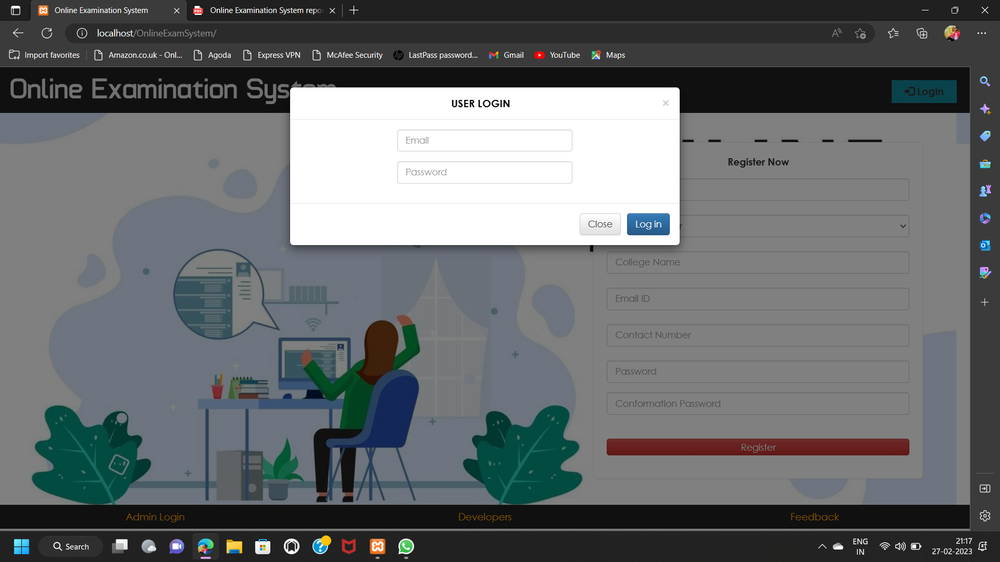 Online Examination System
Online Examination System repo
localhost/OnlineExamSystem/
Import favorites
Amazon.co.uk - Onl...
Agoda
Express VPN
McAfee Security
LastPass password...
Gmail
YouTube
Maps
Online Examination System
Login
USER LOGIN
Email
Password
Close
Log in
Register Now
College Name
Email ID
Contact Number
Password
Conformation Password
Register
Admin Login
Developers
Feedback
Search
ENG
IN
21:17
27-02-2023